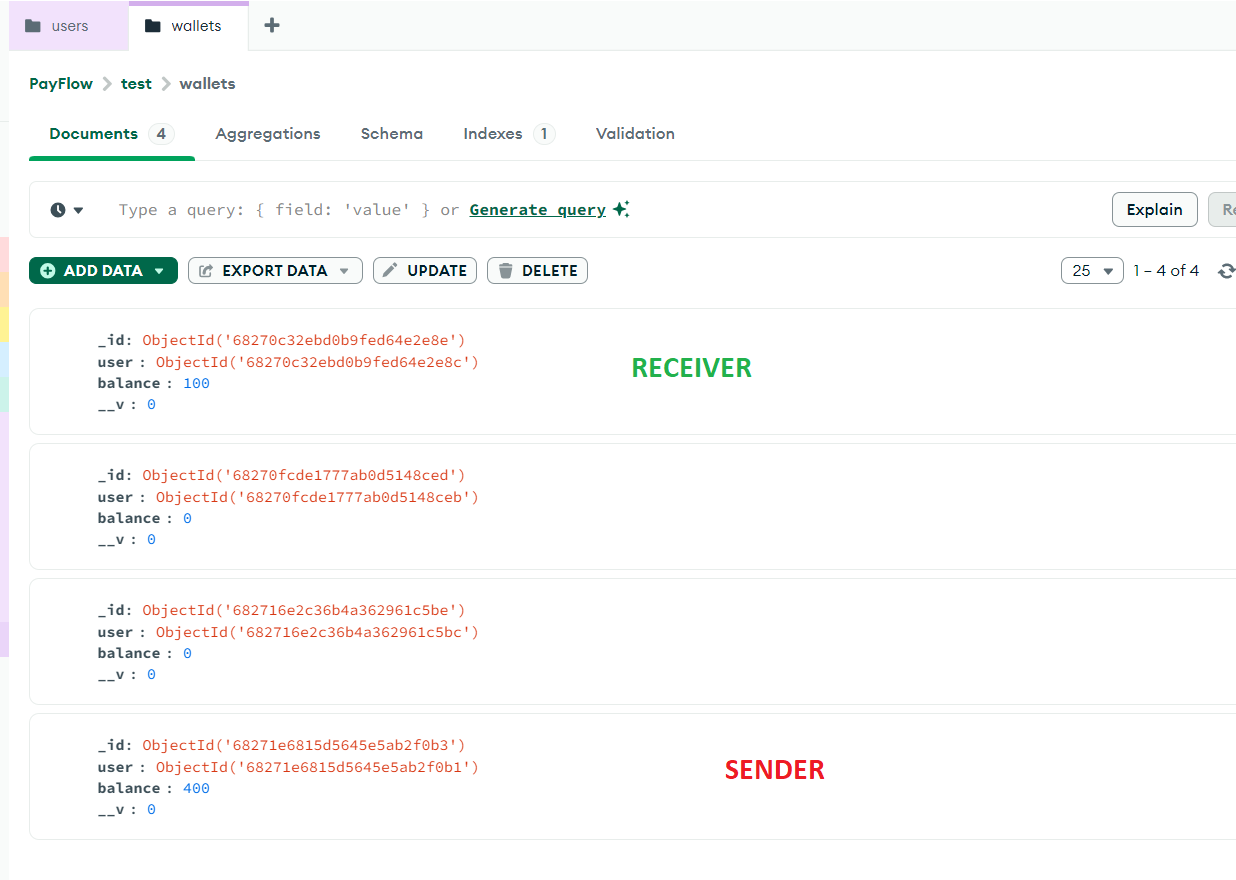 users
wallets
PayFlow > test > wallets
Documents 4 Aggregations Schema Indexes 1 Validation
Type a query: { field: 'value' } or Generate query
Explain
Re
ADD DATA EXPORT DATA UPDATE DELETE
25 1 – 4 of 4
_id: ObjectId('68270c32ebd0b9fed64e2e8e')
user : ObjectId('68270c32ebd0b9fed64e2e8c')
RECEIVER
balance : 100
__v : 0
_id: ObjectId('68270fcde1777ab0d5148ced')
user : ObjectId('68270fcde1777ab0d5148ceb')
balance : 0
__v : 0
_id: ObjectId('682716e2c36b4a362961c5be')
user : ObjectId('682716e2c36b4a362961c5bc')
balance : 0
__v : 0
_id: ObjectId('68271e6815d5645e5ab2f0b3')
user : ObjectId('68271e6815d5645e5ab2f0b1')
SENDER
balance : 400
__v : 0